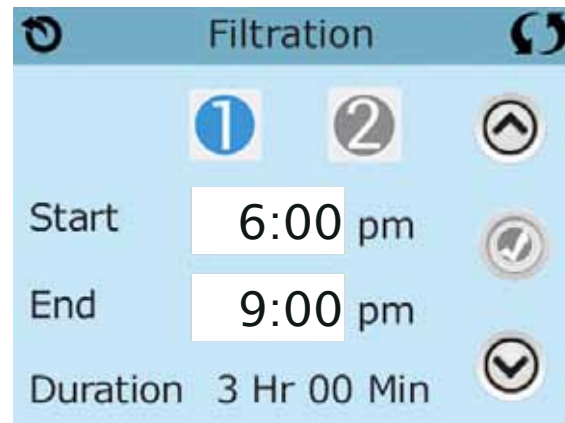 Filtration
1 2
Start 6:00 pm
End 9:00 pm
Duration 3 Hr 00 Min